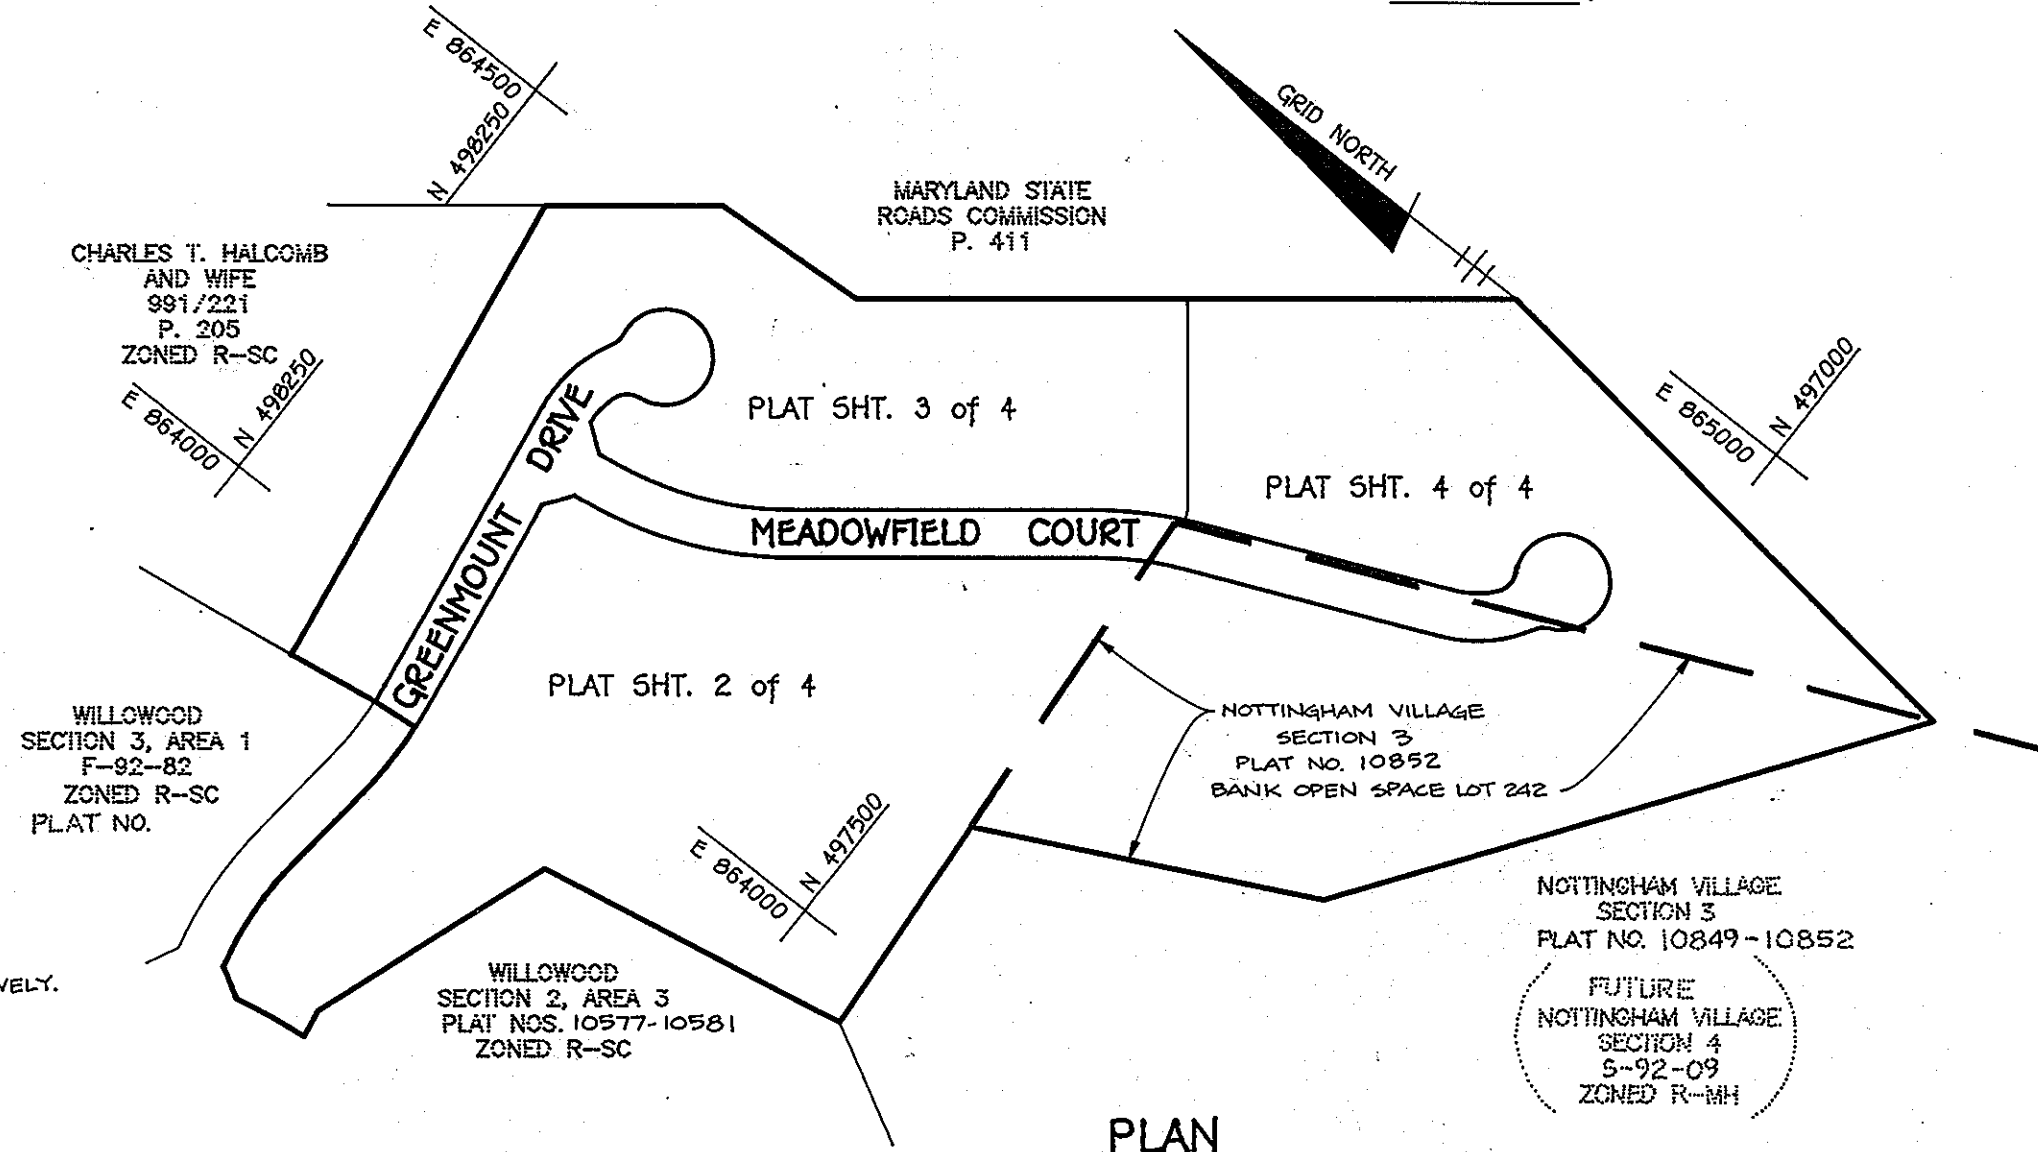 E 864500
N 498250
GRID NORTH
MARYLAND STATE
ROADS COMMISSION
P. 411
CHARLES T. HALCOMB
AND WIFE
991/221
P. 205
ZONED R-SC
E 864000
N 498250
E 865000
N 497000
PLAT SHT. 3 of 4
PLAT SHT. 4 of 4
GREENMOUNT DRIVE
MEADOWFIELD COURT
PLAT SHT. 2 of 4
WILLOWOOD
SECTION 3, AREA 1
F-92-82
ZONED R-SC
PLAT NO.
NOTTINGHAM VILLAGE
SECTION 3
PLAT NO. 10852
BANK OPEN SPACE LOT 242
E 864000
N 497500
VELY.
WILLOWOOD
SECTION 2, AREA 3
PLAT NOS. 10577-10581
ZONED R-SC
NOTTINGHAM VILLAGE
SECTION 3
PLAT NO. 10849-10852
FUTURE
NOTTINGHAM VILLAGE
SECTION 4
S-92-09
ZONED R-MH
PLAN